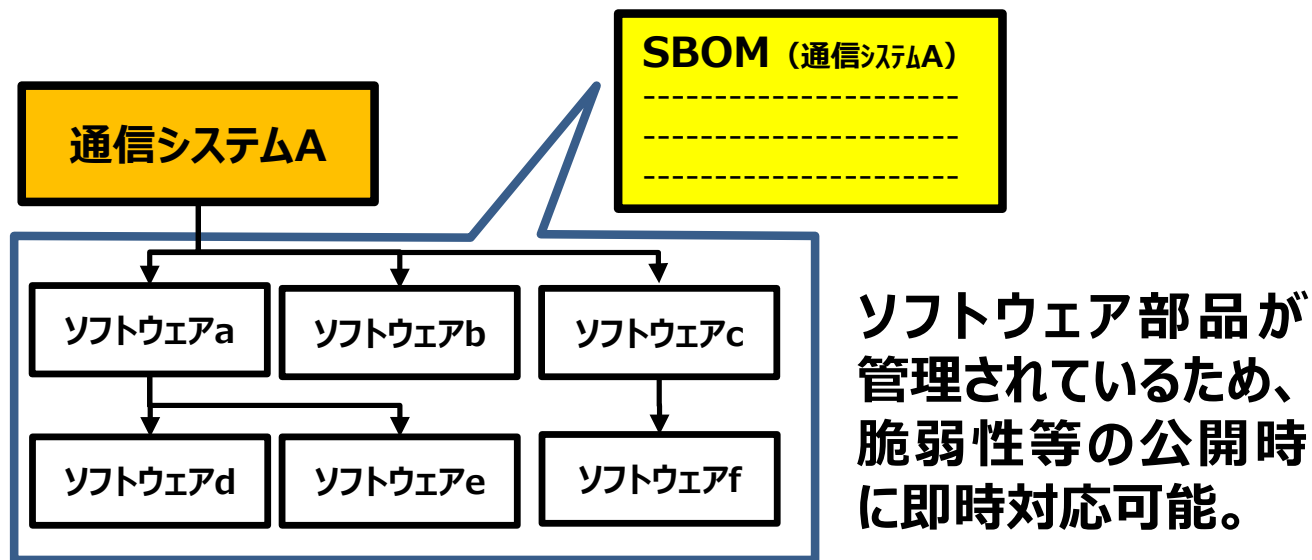 SBOM（通信システムA）
----------------------
----------------------
----------------------
通信システムA
ソフトウェアa
ソフトウェアb
ソフトウェアc
ソフトウェアd
ソフトウェアe
ソフトウェアf
ソフトウェア部品が
管理されているため、
脆弱性等の公開時
に即時対応可能。